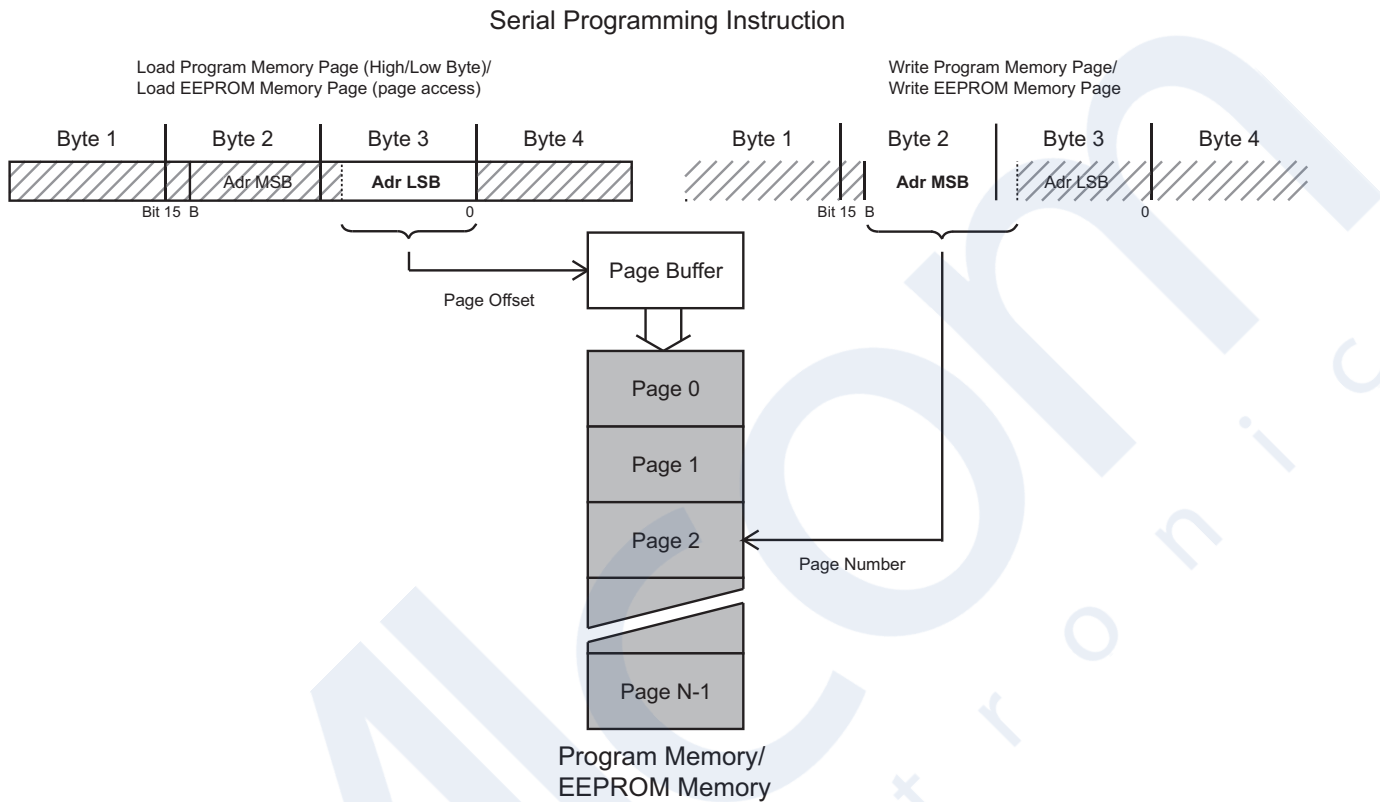 Serial Programming Instruction
Load Program Memory Page (High/Low Byte)/
Load EEPROM Memory Page (page access)
Write Program Memory Page/
Write EEPROM Memory Page
Byte 1
Byte 2
Byte 3
Byte 4
Adr MSB
Adr LSB
Bit 15 B
0
Byte 1
Byte 2
Byte 3
Byte 4
Adr MSB
Adr LSB
Bit 15 B
0
Page Buffer
Page Offset
Page 0
Page 1
Page 2
Page Number
Page N-1
Program Memory/
EEPROM Memory